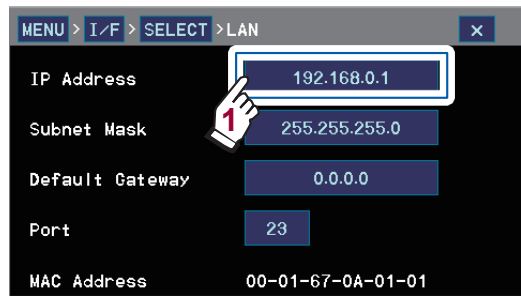 MENU > I/F > SELECT >LAN ×
IP Address 192.168.0.1
1
Subnet Mask 255.255.255.0
Default Gateway 0.0.0.0
Port 23
MAC Address 00-01-67-0A-01-01